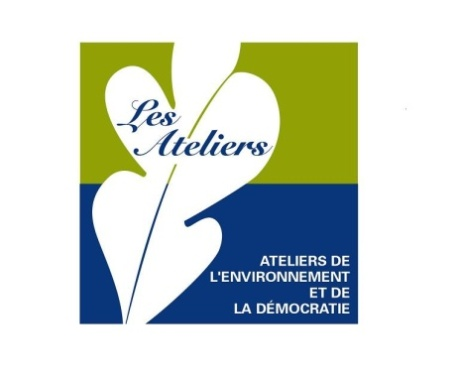 Les
Ateliers
ATELIERS DE
L'ENVIRONNEMENT
ET DE
LA DÉMOCRATIE